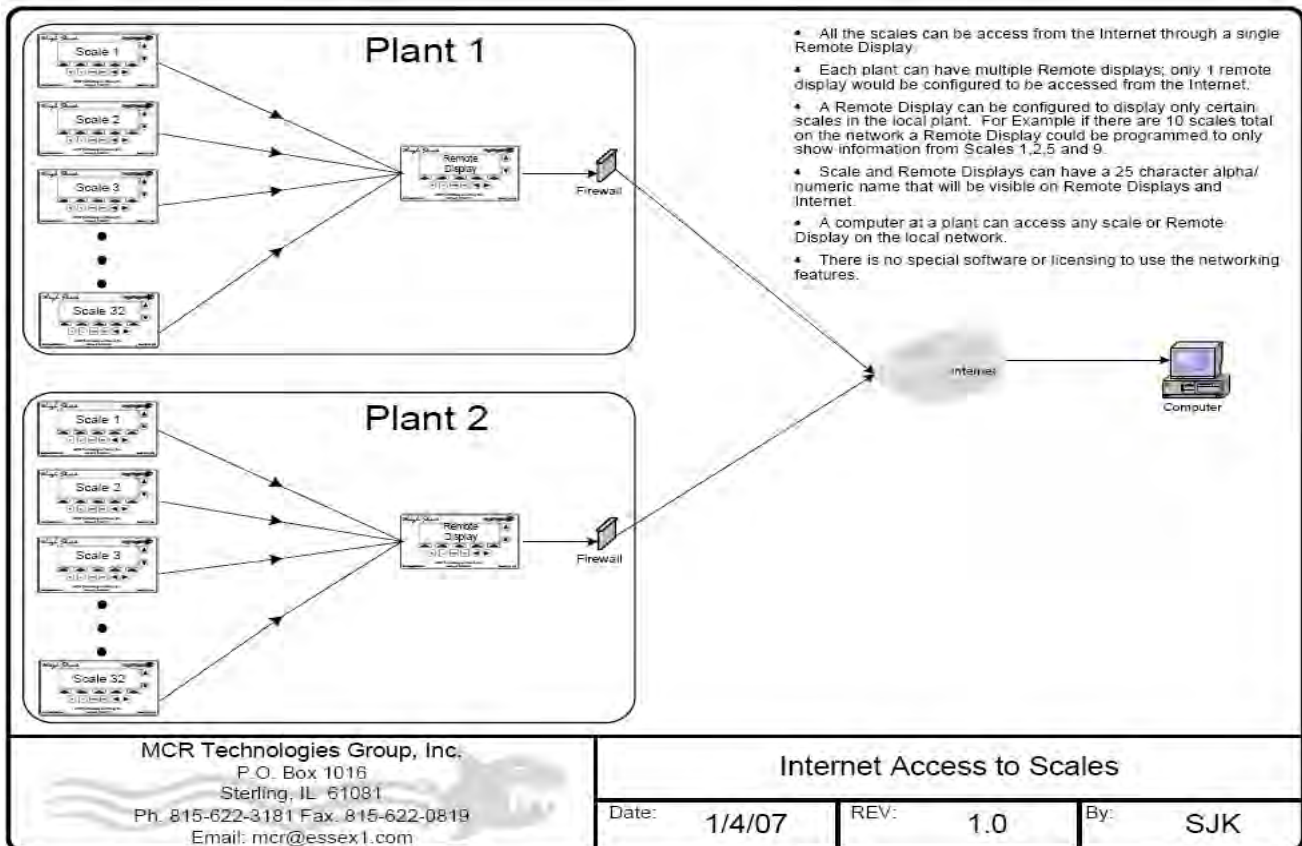 Plant 1
Scale 1
Scale 2
Scale 3
Scale 32
Remote
Display
Firewall
• All the scales can be access from the Internet through a single
Remote Display
• Each plant can have multiple Remote displays; only 1 remote
display would be configured to be accessed from the Internet.
• A Remote Display can be configured to display only certain
scales in the local plant. For Example if there are 10 scales total
on the network a Remote Display could be programmed to only
show information from Scales 1,2,5 and 9.
• Scale and Remote Displays can have a 25 character alpha/
numeric name that will be visible on Remote Displays and
Internet.
• A computer at a plant can access any scale or Remote
Display on the local network.
• There is no special software or licensing to use the networking
features.
Internet
Computer
Plant 2
Scale 1
Scale 2
Scale 3
Scale 32
Remote
Display
Firewall
MCR Technologies Group, Inc.
P.O. Box 1016
Sterling, IL 61081
Ph. 815-622-3181 Fax. 815-622-0819
Email: mcr@essex1.com
Internet Access to Scales
Date: 1/4/07
REV: 1.0
By: SJK